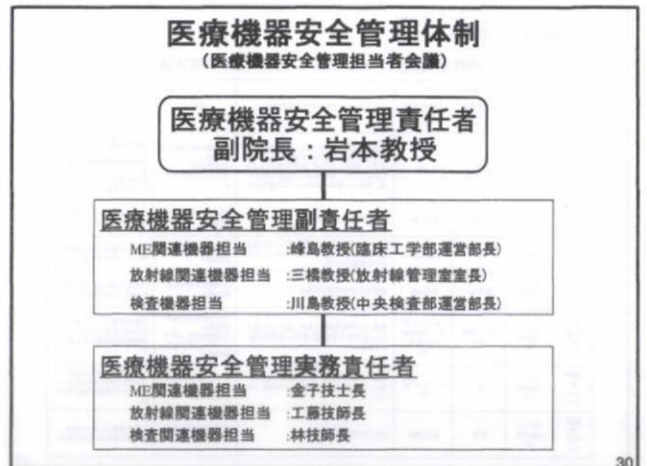 医療機器安全管理体制
(医療機器安全管理担当者会議)
医療機器安全管理責任者
副院長：岩本教授
医療機器安全管理副責任者
ME関連機器担当 :峰島教授(臨床工学部運営部長)
放射線関連機器担当 :三橋教授(放射線管理室室長)
検査機器担当 :川島教授(中央検査部運営部長)
医療機器安全管理実務責任者
ME関連機器担当 :金子技士長
放射線関連機器担当 :工藤技師長
検査関連機器担当 :林技師長
30